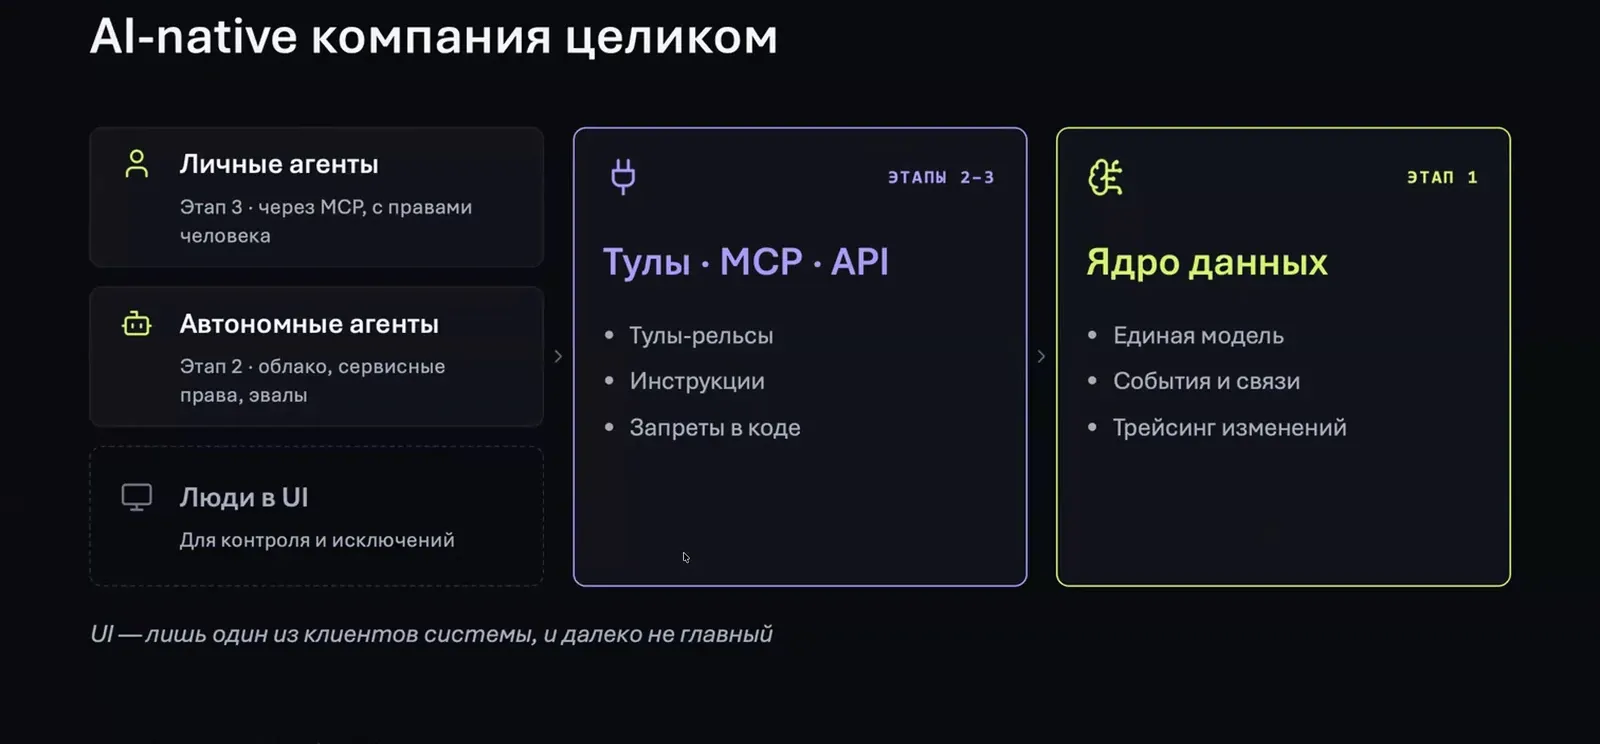 AI-native компания целиком
Личные агенты
Этап 3 · через MCP, с правами
человека
Автономные агенты
Этап 2 · облако, сервисные
права, эвалы
Люди в UI
Для контроля и исключений
ЭТАПЫ 2–3
Тулы · MCP · API
• Тулы-рельсы
• Инструкции
• Запреты в коде
ЭТАП 1
Ядро данных
• Единая модель
• События и связи
• Трейсинг изменений
UI — лишь один из клиентов системы, и далеко не главный